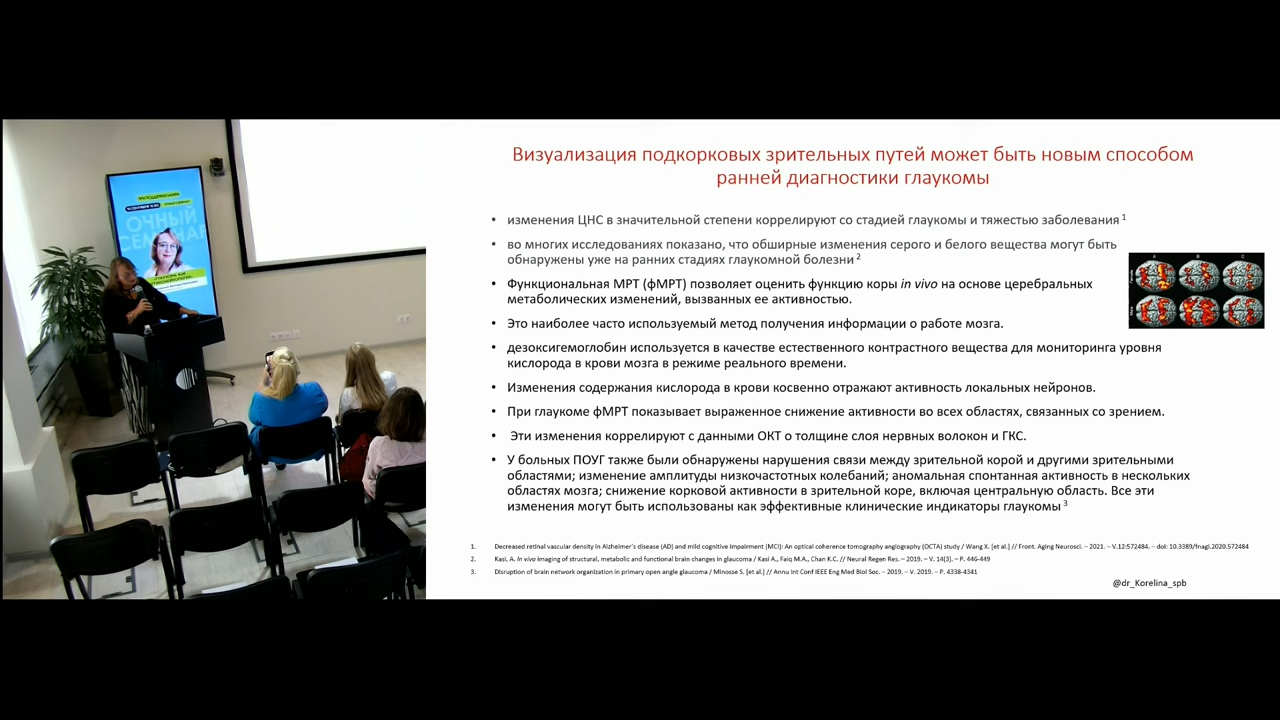 ПРИ ПОДДЕРЖКЕ
ОЧНЫЙ
СЕМИНАР
Визуализация подкорковых зрительных путей может быть новым способом
ранней диагностики глаукомы
• изменения ЦНС в значительной степени коррелируют со стадией глаукомы и тяжестью заболевания 1
• во многих исследованиях показано, что обширные изменения серого и белого вещества могут быть
обнаружены уже на ранних стадиях глаукомной болезни 2
• Функциональная МРТ (фМРТ) позволяет оценить функцию коры in vivo на основе церебральных
метаболических изменений, вызванных ее активностью.
• Это наиболее часто используемый метод получения информации о работе мозга.
• дезоксигемоглобин используется в качестве естественного контрастного вещества для мониторинга уровня
кислорода в крови мозга в режиме реального времени.
• Изменения содержания кислорода в крови косвенно отражают активность локальных нейронов.
• При глаукоме фМРТ показывает выраженное снижение активности во всех областях, связанных со зрением.
• Эти изменения коррелируют с данными ОКТ о толщине слоя нервных волокон и ГКС.
• У больных ПОУГ также были обнаружены нарушения связи между зрительной корой и другими зрительными
областями; изменение амплитуды низкочастотных колебаний; аномальная спонтанная активность в нескольких
областях мозга; снижение корковой активности в зрительной коре, включая центральную область. Все эти
изменения могут быть использованы как эффективные клинические индикаторы глаукомы 3
A B C
1. Decreased retinal vascular density in Alzheimer's disease (AD) and mild cognitive impairment (MCI): An optical coherence tomography angiography (OCTA) study / Wang X. [et al.] // Front. Aging Neurosci. – 2021. – V.12:572484. – doi: 10.3389/fnagi.2020.572484
2. Kasi, A. In vivo imaging of structural, metabolic and functional brain changes in glaucoma / Kasi A., Faiq M.A., Chan K.C. // Neural Regen Res. – 2019. – V. 14(3). – P. 446-449
3. Disruption of brain network organization in primary open angle glaucoma / Minosse S. [et al.] // Annu Int Conf IEEE Eng Med Biol Soc. – 2019. – V. 2019. – P. 4338-4341
@dr_Korelina_spb